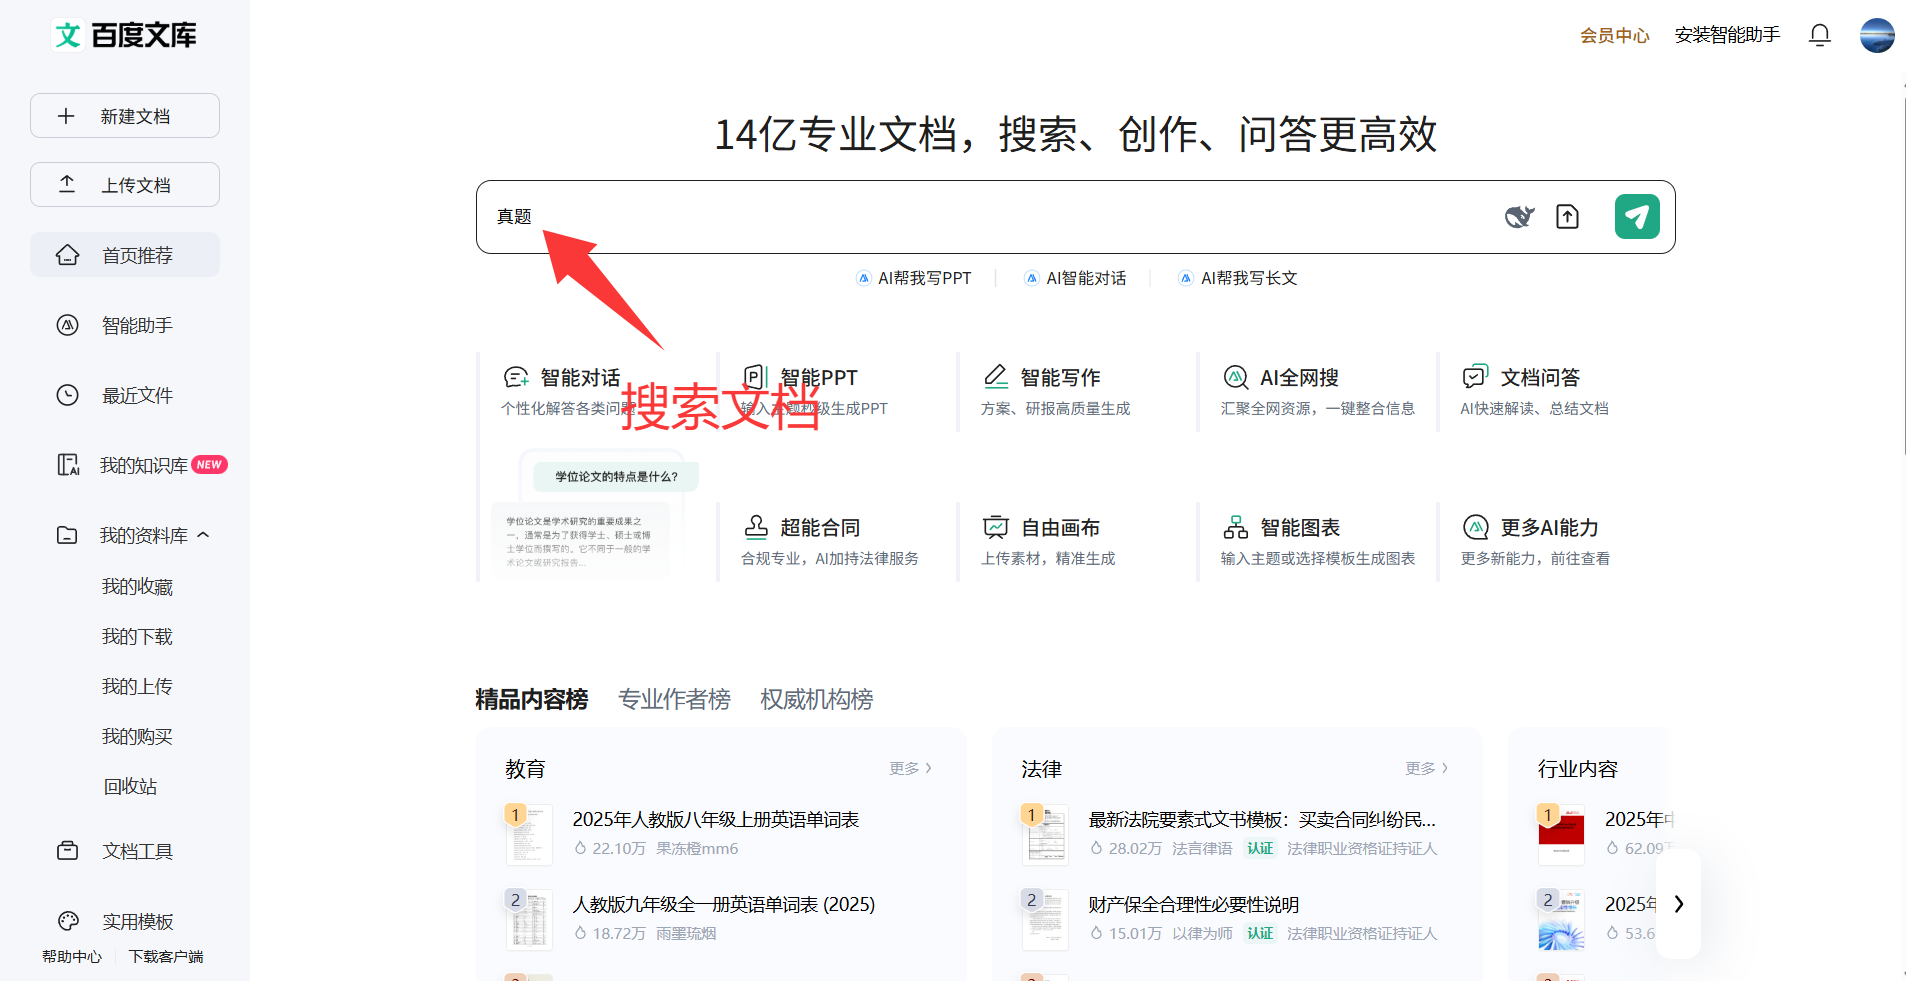 文 百度文库
会员中心
安装智能助手
新建文档
上传文档
首页推荐
智能助手
最近文件
我的知识库 NEW
我的资料库
我的收藏
我的下载
我的上传
我的购买
回收站
文档工具
实用模板
帮助中心
下载客户端
14亿专业文档，搜索、创作、问答更高效
真题
AI帮我写PPT
AI智能对话
AI帮我写长文
搜索文档
智能对话
个性化解答各类问题
学位论文的特点是什么?
学位论文是学术研究的重要成果之
一，通常是为了获得学士、硕士或博
士学位而撰写的。它不同于一般的学
术论文或研究报告...
智能PPT
输入主题秒级生成PPT
智能写作
方案、研报高质量生成
AI全网搜
汇聚全网资源，一键整合信息
文档问答
AI快速解读、总结文档
超能合同
合规专业，AI加持法律服务
自由画布
上传素材，精准生成
智能图表
输入主题或选择模板生成图表
更多AI能力
更多新能力，前往查看
精品内容榜
专业作者榜
权威机构榜
教育
更多
1
2025年人教版八年级上册英语单词表
22.10万 果冻橙mm6
2
人教版九年级全一册英语单词表 (2025)
18.72万 雨墨琉烟
法律
更多
1
最新法院要素式文书模板：买卖合同纠纷民...
28.02万 法言律语 认证 法律职业资格证持证人
2
财产保全合理性必要性说明
15.01万 以律为师 认证 法律职业资格证持证人
行业内容
1
2025年中
62.09万
2
2025年
53.6